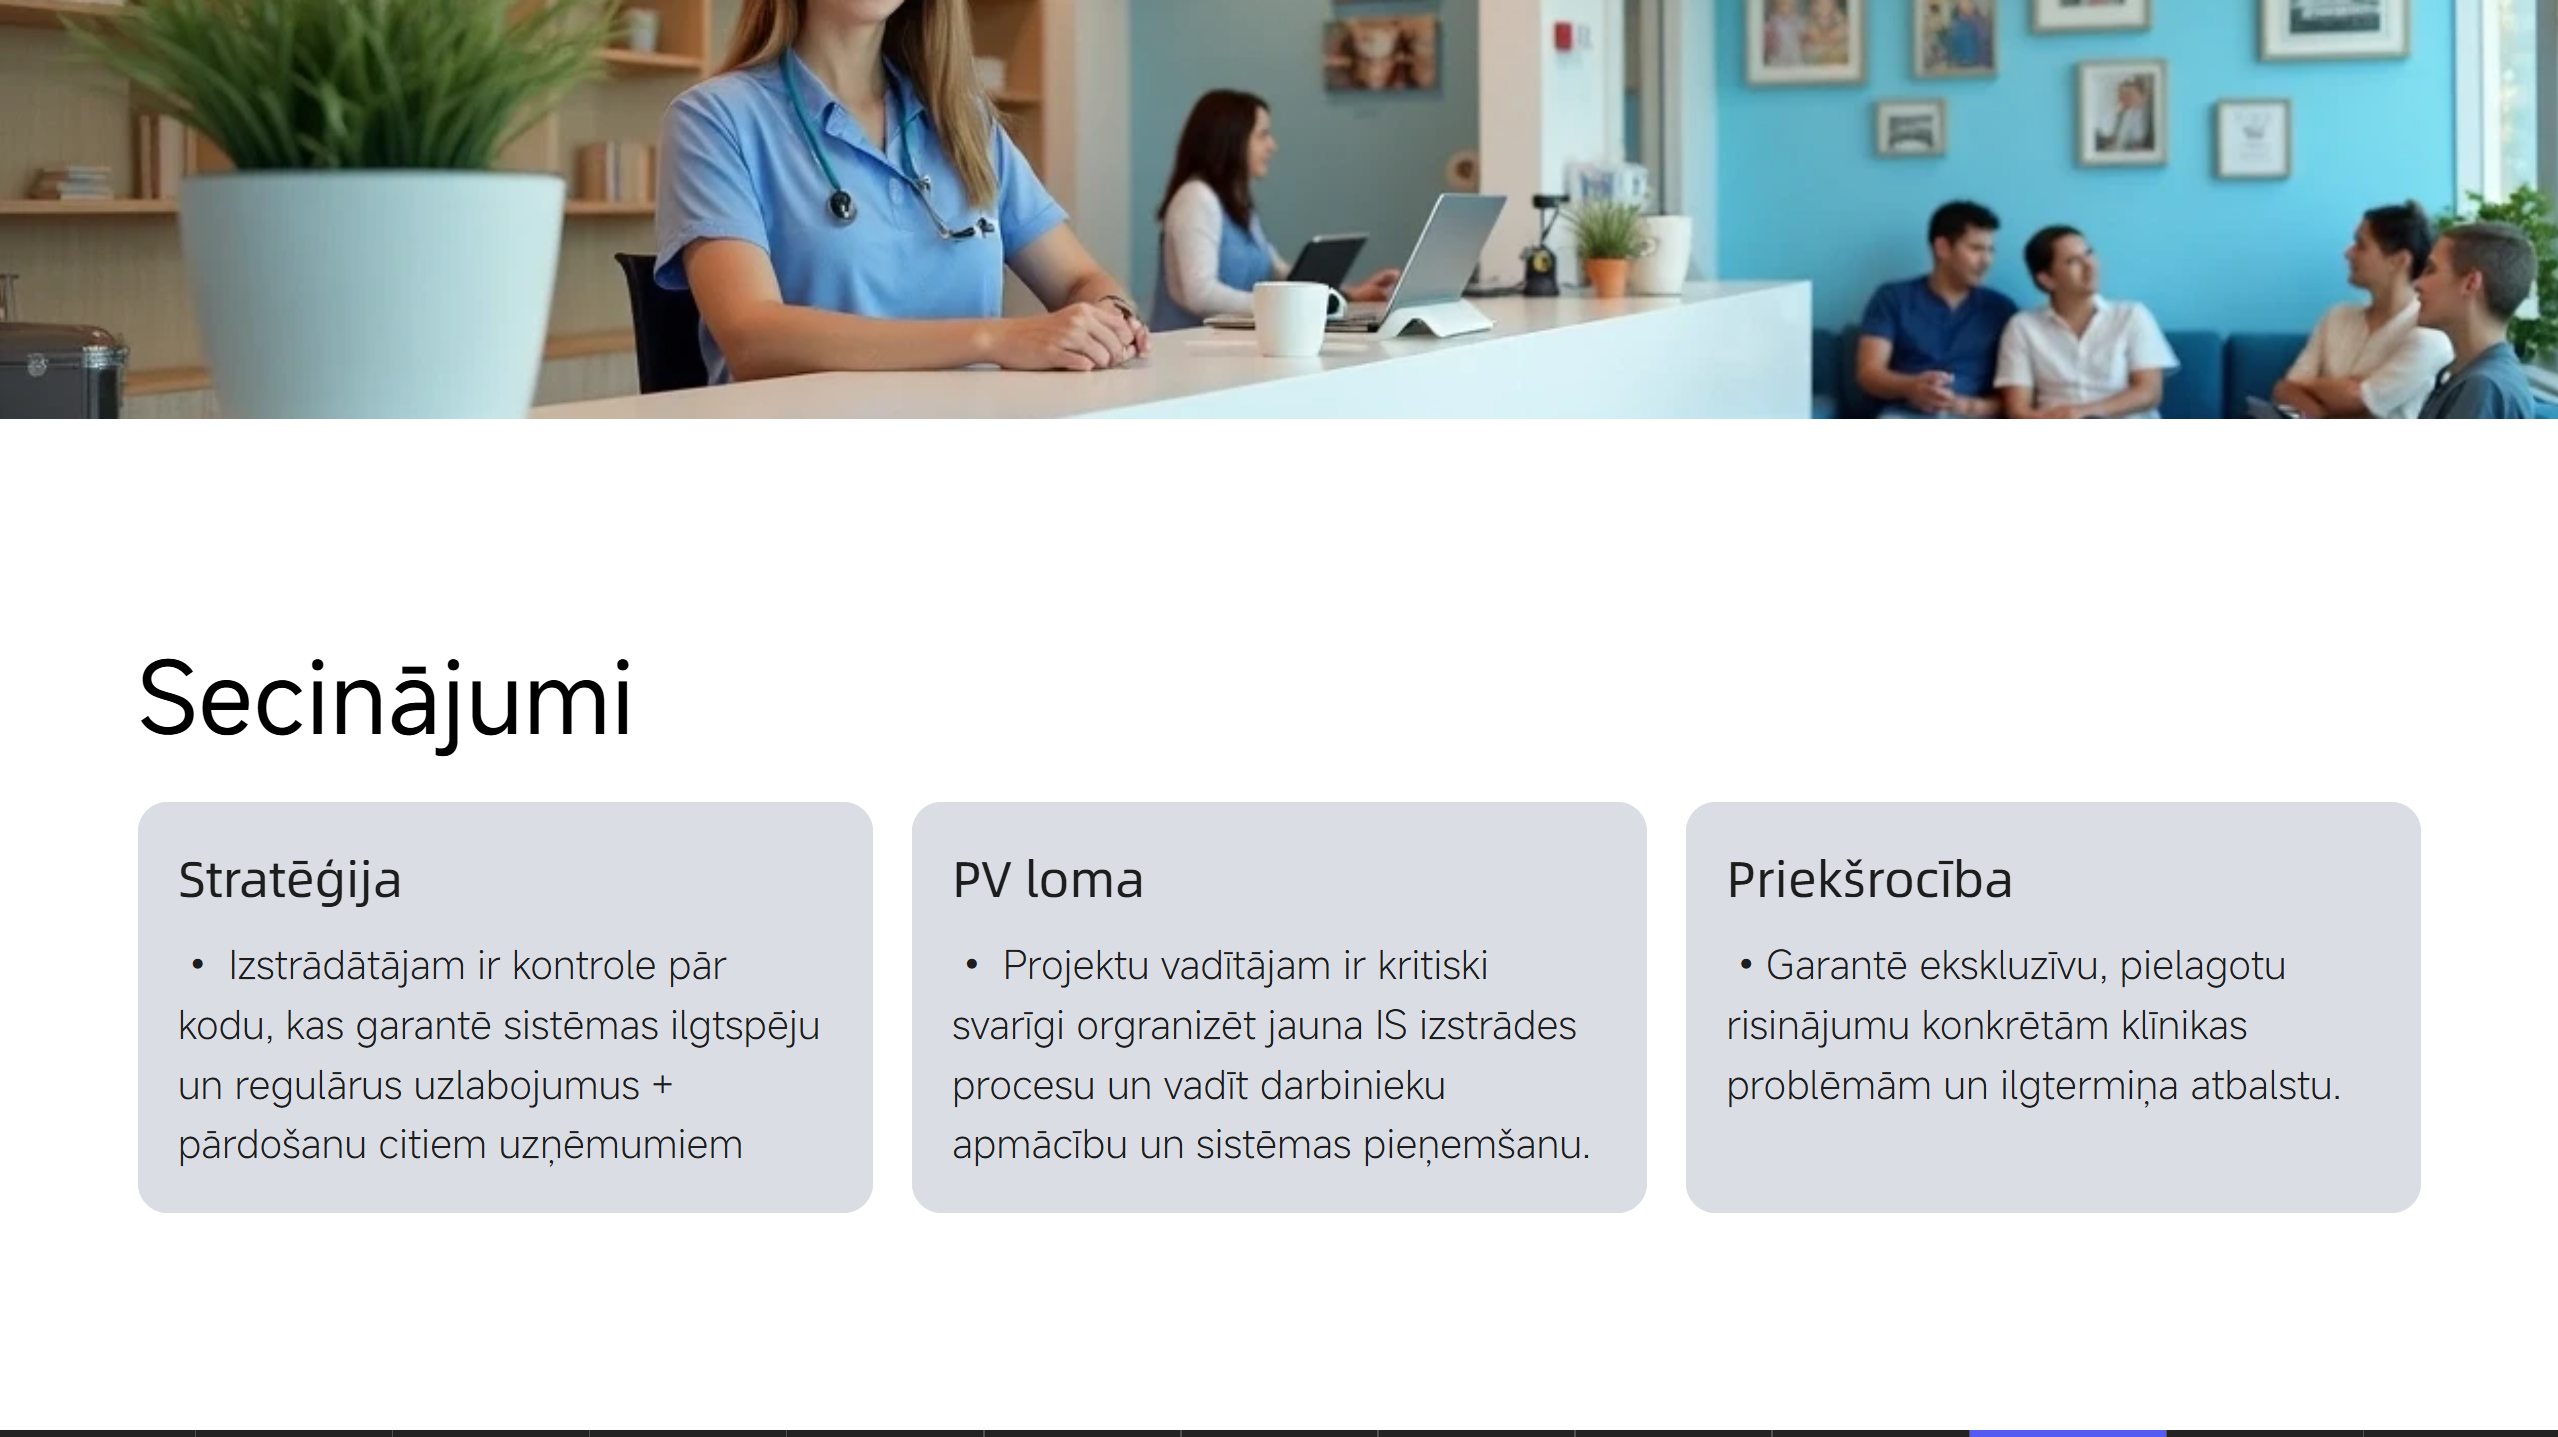 Secinājumi
Stratēģija
• Izstrādātājam ir kontrole pār
kodu, kas garantē sistēmas ilgtspēju
un regulārus uzlabojumus +
pārdošanu citiem uzņēmumiem
PV loma
• Projektu vadītājam ir kritiski
svarīgi orgranizēt jauna IS izstrādes
procesu un vadīt darbinieku
apmācību un sistēmas pieņemšanu.
Priekšrocība
• Garantē ekskluzīvu, pielagotu
risinājumu konkrētām klīnikas
problēmām un ilgtermiņa atbalstu.